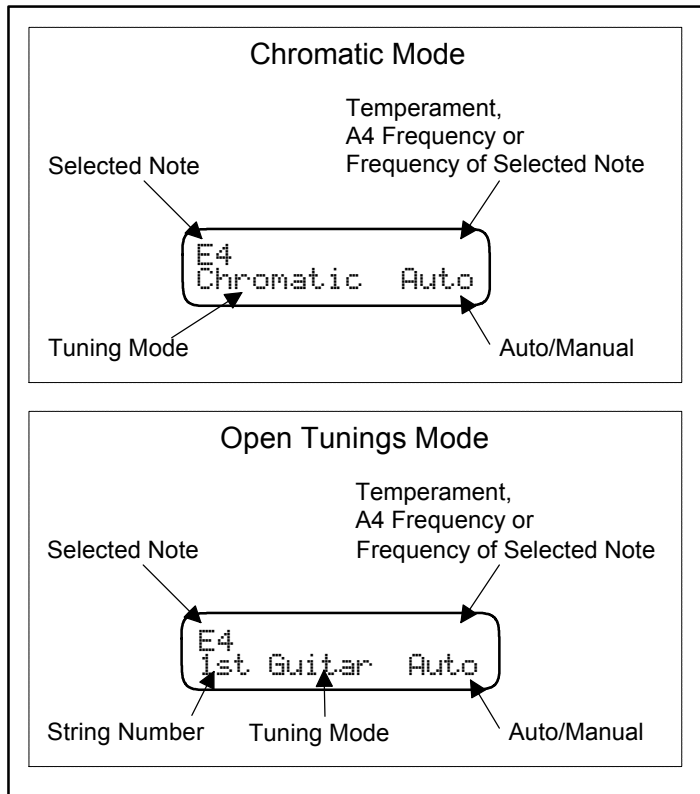 Chromatic Mode
Temperament,
A4 Frequency or
Selected Note Frequency of Selected Note
E4
Chromatic Auto
Tuning Mode Auto/Manual
Open Tunings Mode
Temperament,
A4 Frequency or
Selected Note Frequency of Selected Note
E4
1st Guitar Auto
String Number Tuning Mode Auto/Manual